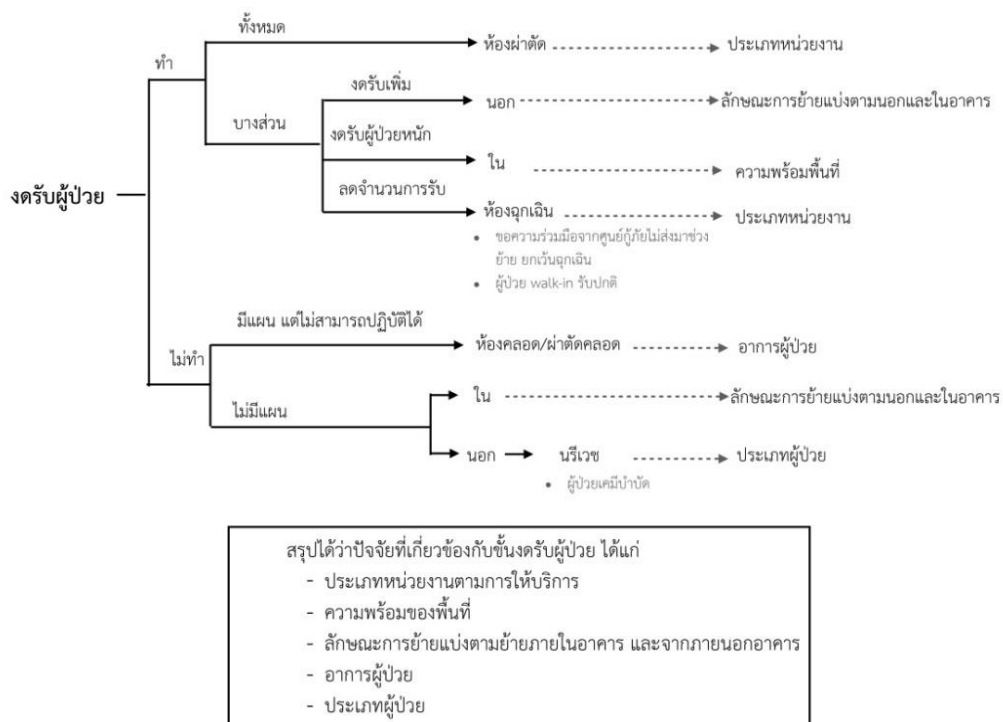 ทั้งหมด
ห้องผ่าตัด
ประเภทหน่วยงาน
ทำ
งดรับเพิ่ม
นอก
ลักษณะการย้ายแบ่งตามนอกและในอาคาร
บางส่วน
งดรับผู้ป่วยหนัก
ใน
ความพร้อมพื้นที่
งดรับผู้ป่วย
ลดจำนวนการรับ
ห้องฉุกเฉิน
ประเภทหน่วยงาน
• ขอความร่วมมือจากศูนย์กู้ภัยไม่ส่งมาช่วง
ย้าย ยกเว้นฉุกเฉิน
• ผู้ป่วย walk-in รับปกติ
มีแผน แต่ไม่สามารถปฏิบัติได้
ห้องคลอด/ผ่าตัดคลอด
อาการผู้ป่วย
ไม่ทำ
ใน
ลักษณะการย้ายแบ่งตามนอกและในอาคาร
ไม่มีแผน
นอก
นรีเวช
ประเภทผู้ป่วย
• ผู้ป่วยเคมีบำบัด
สรุปได้ว่าปัจจัยที่เกี่ยวข้องกับขั้นงดรับผู้ป่วย ได้แก่
- ประเภทหน่วยงานตามการให้บริการ
- ความพร้อมของพื้นที่
- ลักษณะการย้ายแบ่งตามย้ายภายในอาคาร และจากภายนอกอาคาร
- อาการผู้ป่วย
- ประเภทผู้ป่วย